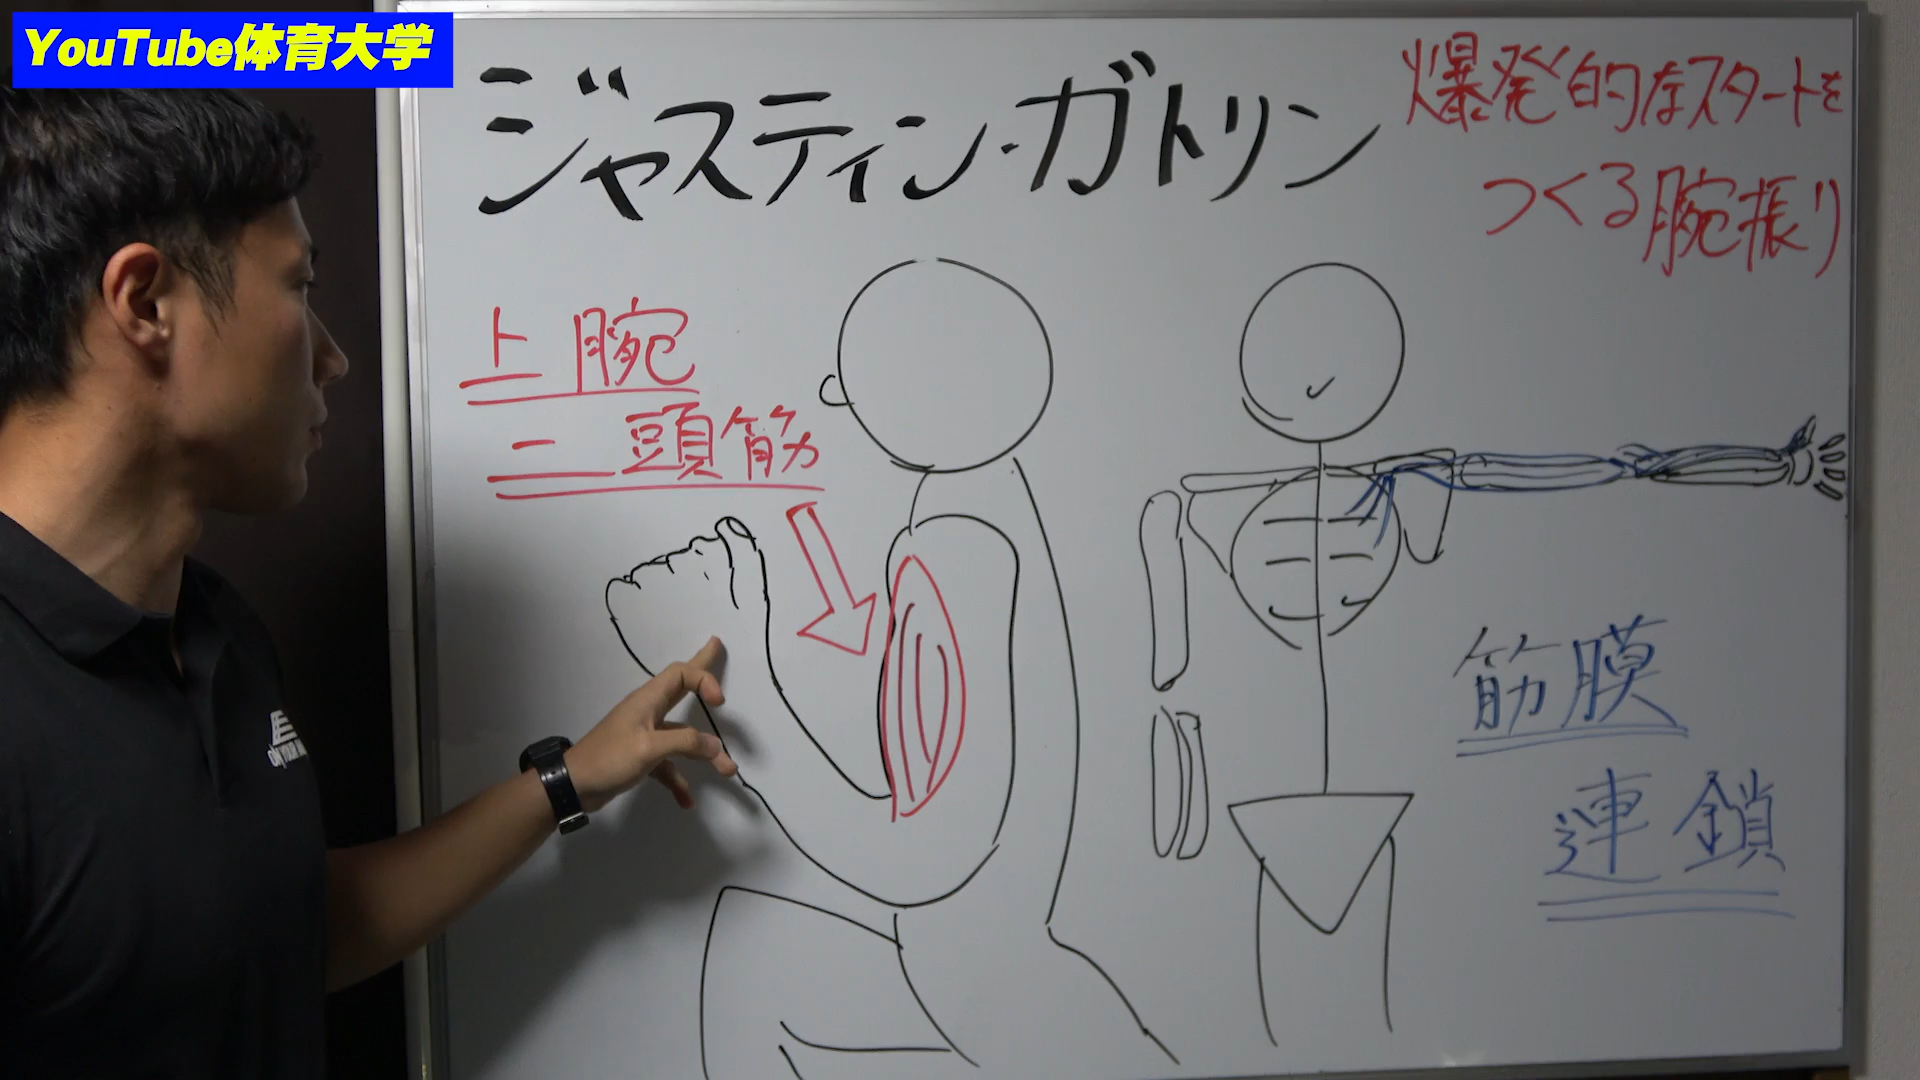 YouTube体育大学
ジャスティン・ガトリン
爆発的なスタートを
つくる腕振り
上腕
二頭筋
筋膜
連鎖